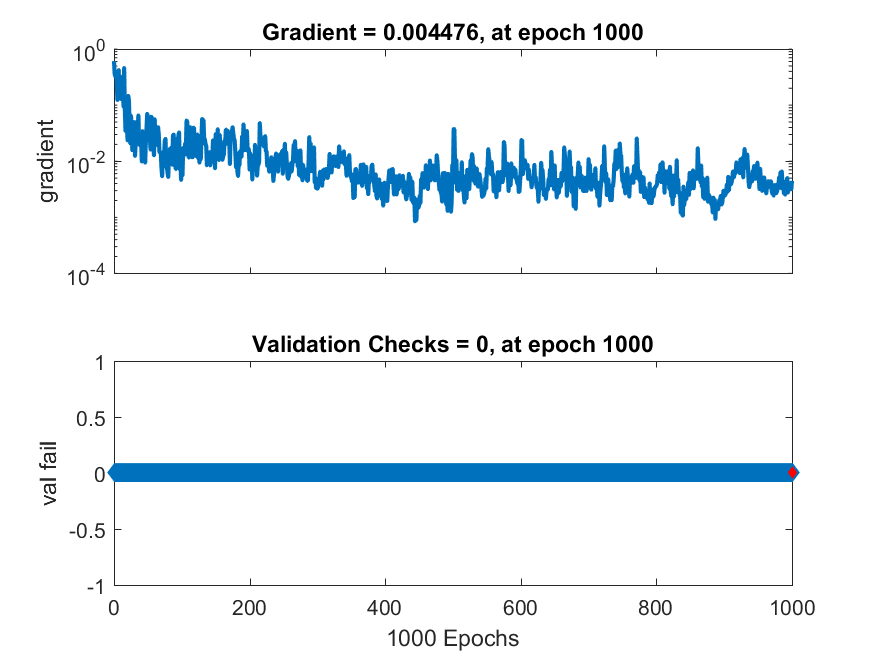 Gradient = 0.004476, at epoch 1000
10^0
10^-2
10^-4
gradient
Validation Checks = 0, at epoch 1000
1
0.5
0
-0.5
-1
val fail
0 200 400 600 800 1000
1000 Epochs